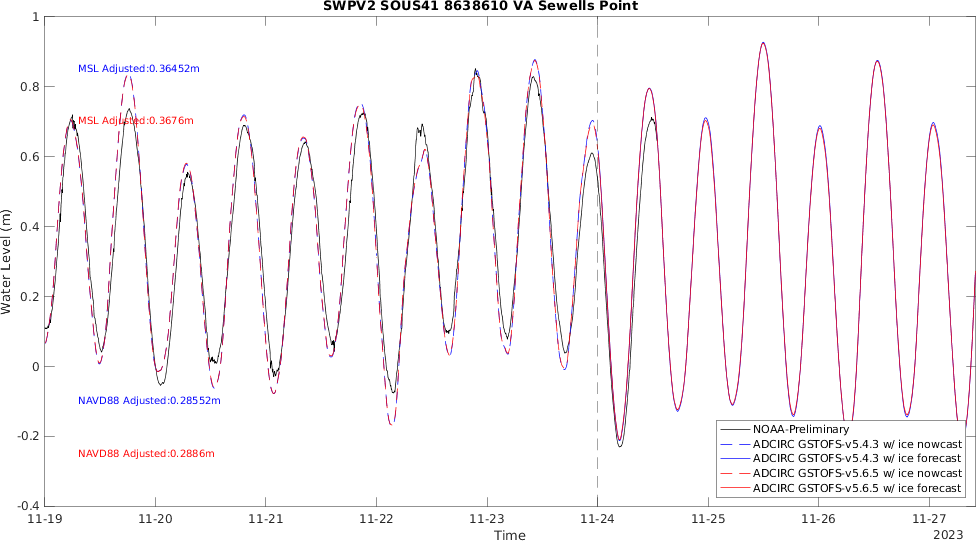 SWPV2 SOUS41 8638610 VA Sewells Point
1
0.8
0.6
0.4
0.2
0
-0.2
-0.4
Water Level (m)
MSL Adjusted:0.36452m
MSL Adjusted:0.3676m
NAVD88 Adjusted:0.28552m
NAVD88 Adjusted:0.2886m
NOAA-Preliminary
ADCIRC GSTOFS-v5.4.3 w/ ice nowcast
ADCIRC GSTOFS-v5.4.3 w/ ice forecast
ADCIRC GSTOFS-v5.6.5 w/ ice nowcast
ADCIRC GSTOFS-v5.6.5 w/ ice forecast
11-19 11-20 11-21 11-22 11-23 11-24 11-25 11-26 11-27
Time
2023